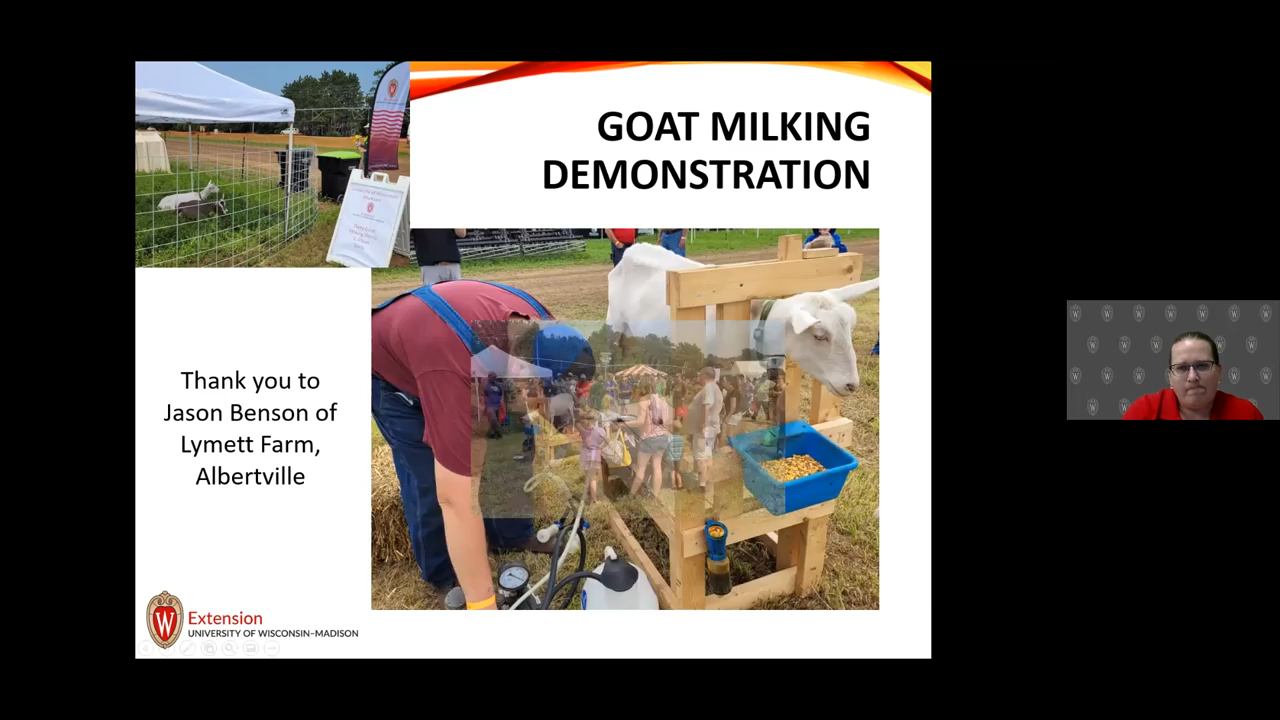 GOAT MILKING
DEMONSTRATION
Thank you to
Jason Benson of
Lymett Farm,
Albertville
W
Extension
UNIVERSITY OF WISCONSIN–MADISON